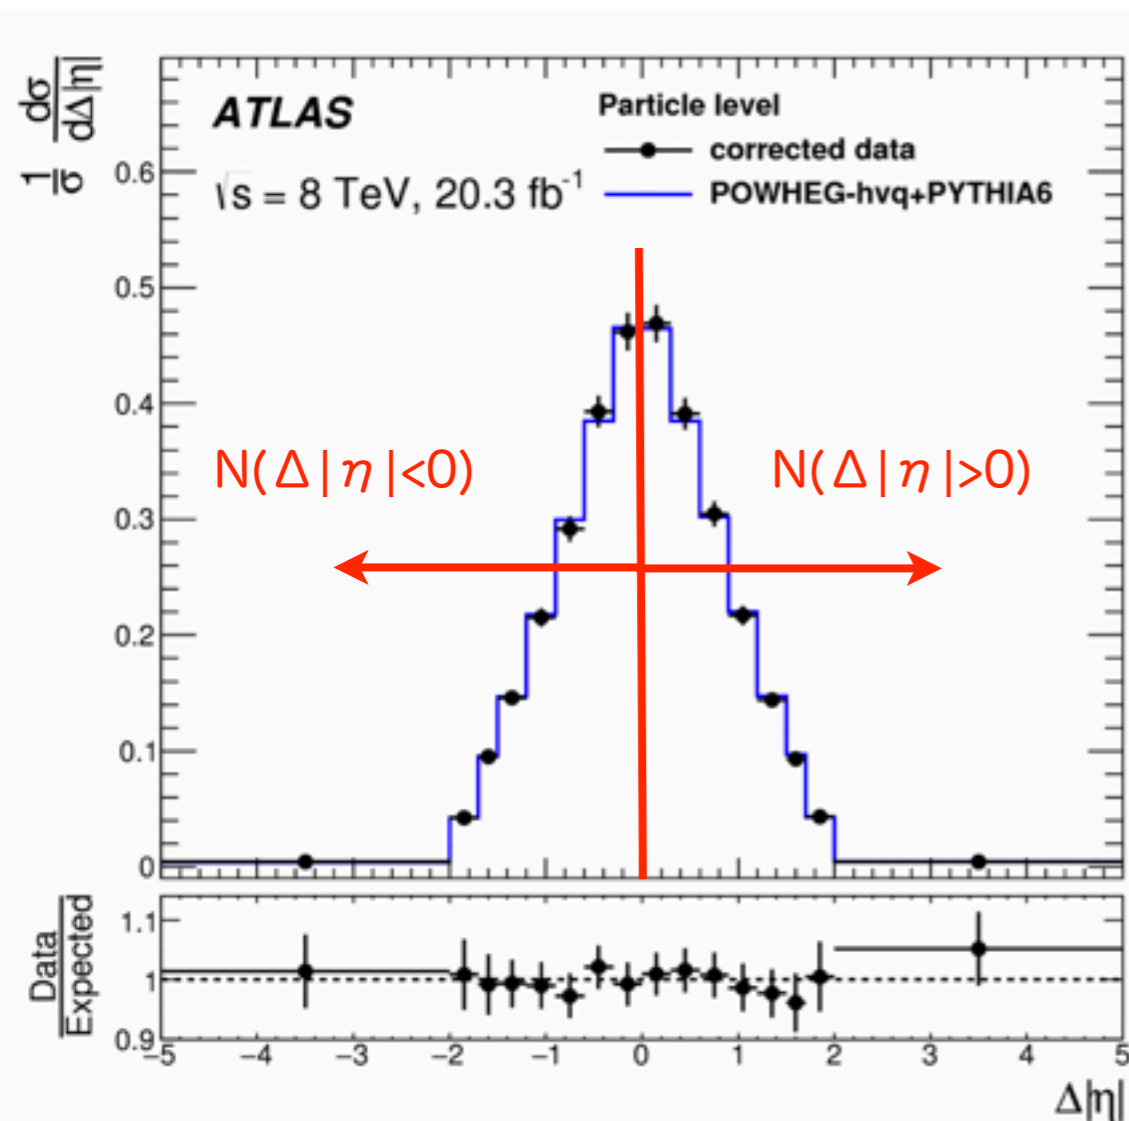 1/σ dσ/dΔ|η|
ATLAS
√s = 8 TeV, 20.3 fb⁻¹
Particle level
corrected data
POWHEG-hvq+PYTHIA6
0.6
0.5
0.4
0.3
0.2
0.1
0
N(Δ|η|<0)
N(Δ|η|>0)
Data/Expected
1.1
1
0.9
−5 −4 −3 −2 −1 0 1 2 3 4 5
Δ|η|